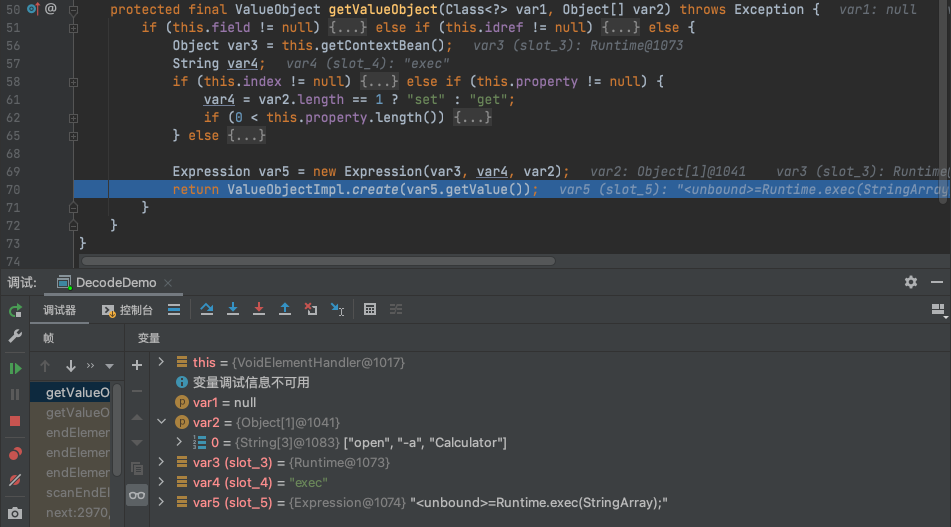 50 @ protected final ValueObject getValueObject(Class<?> var1, Object[] var2) throws Exception { var1: null
51 if (this.field != null) {...} else if (this.idref != null) {...} else {
56 Object var3 = this.getContextBean(); var3 (slot_3): Runtime@1073
57 String var4; var4 (slot_4): "exec"
58 if (this.index != null) {...} else if (this.property != null) {
61 var4 = var2.length == 1 ? "set" : "get";
62 if (0 < this.property.length()) {...}
65 } else {...}
68
69 Expression var5 = new Expression(var3, var4, var2); var2: Object[1]@1041 var3 (slot_3): Runtime@
70 return ValueObjectImpl.create(var5.getValue()); var5 (slot_5): "<unbound>=Runtime.exec(StringArray
71 }
72 }
73 }
74
调试: DecodeDemo
调试器 控制台
帧 变量
this = {VoidElementHandler@1017}
变量调试信息不可用
var1 = null
var2 = {Object[1]@1041}
0 = {String[3]@1083} ["open", "-a", "Calculator"]
var3 (slot_3) = {Runtime@1073}
var4 (slot_4) = "exec"
var5 (slot_5) = {Expression@1074} "<unbound>=Runtime.exec(StringArray);"
getValueO
getValueO
endElemen
endElemen
endElemen
scanEndEl
next:2970,